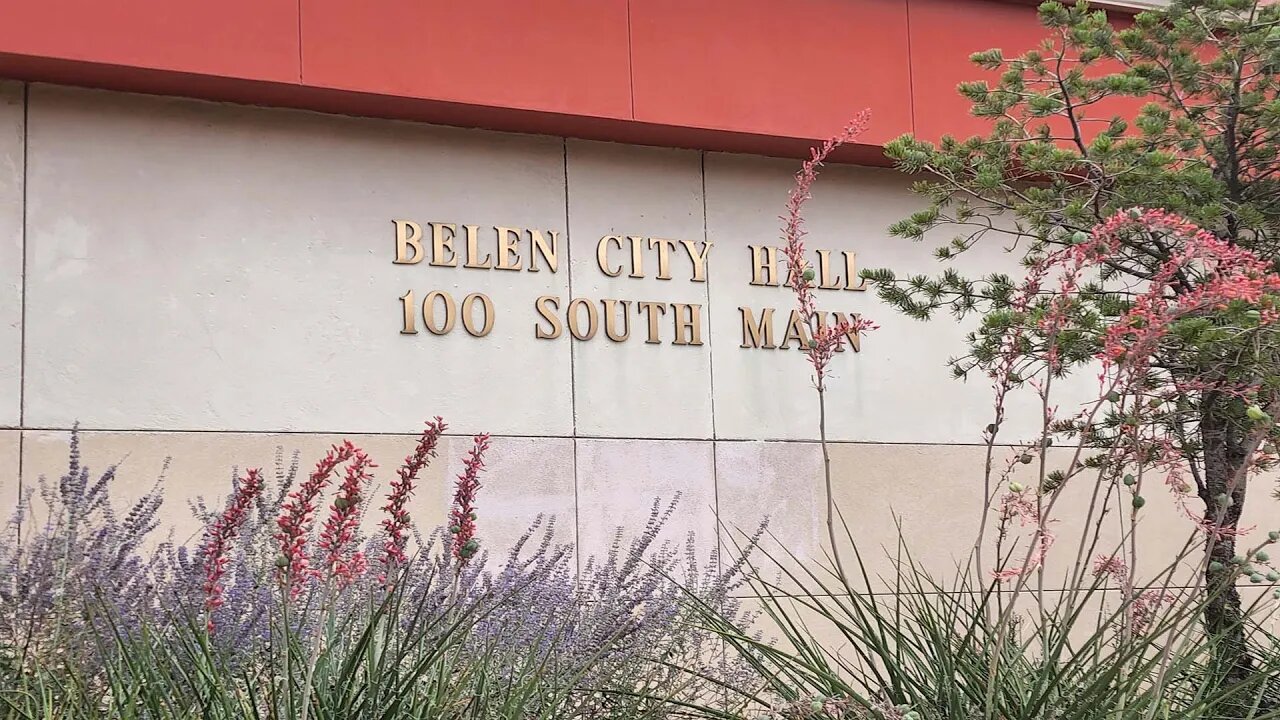 BELEN CITY HALL
100 SOUTH MAIN